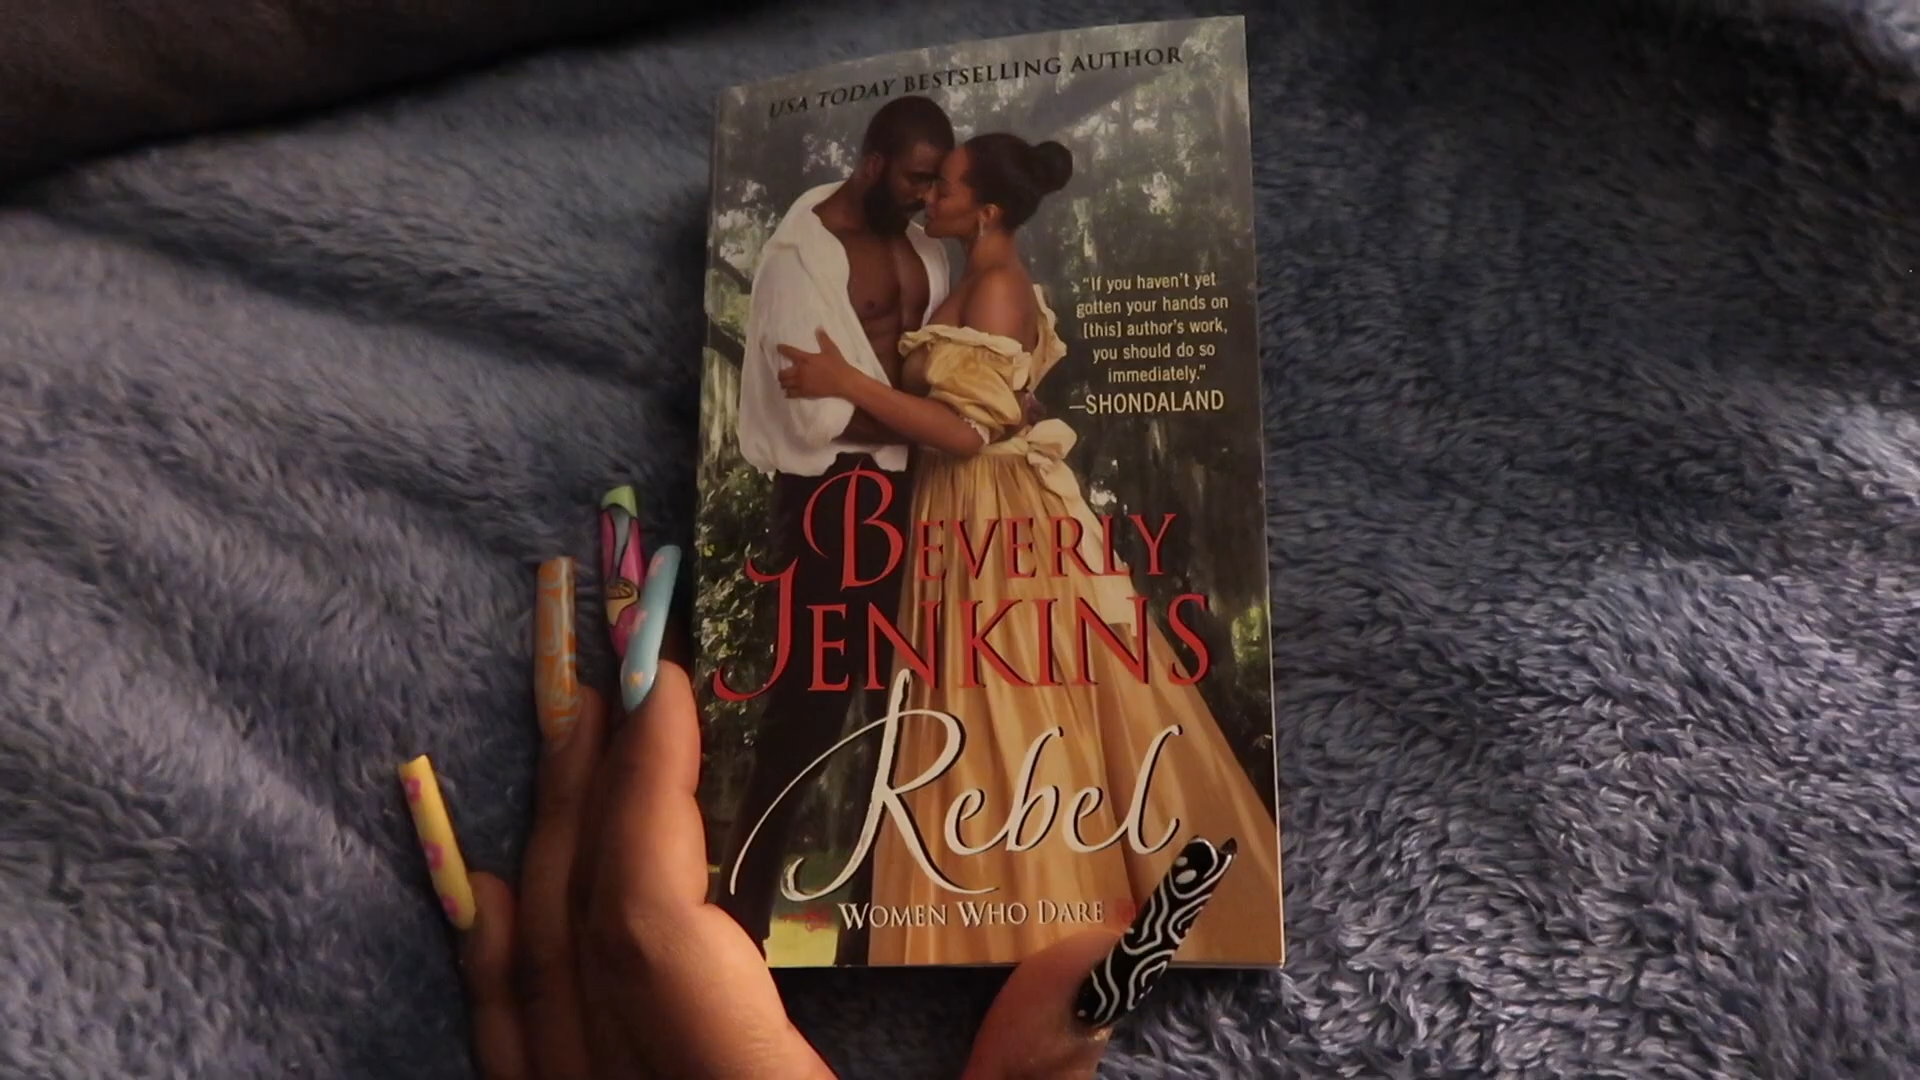 USA TODAY BESTSELLING AUTHOR
“If you haven’t yet
gotten your hands on
[this] author’s work,
you should do so
immediately.”
—SHONDALAND
BEVERLY
JENKINS
Rebel
WOMEN WHO DARE